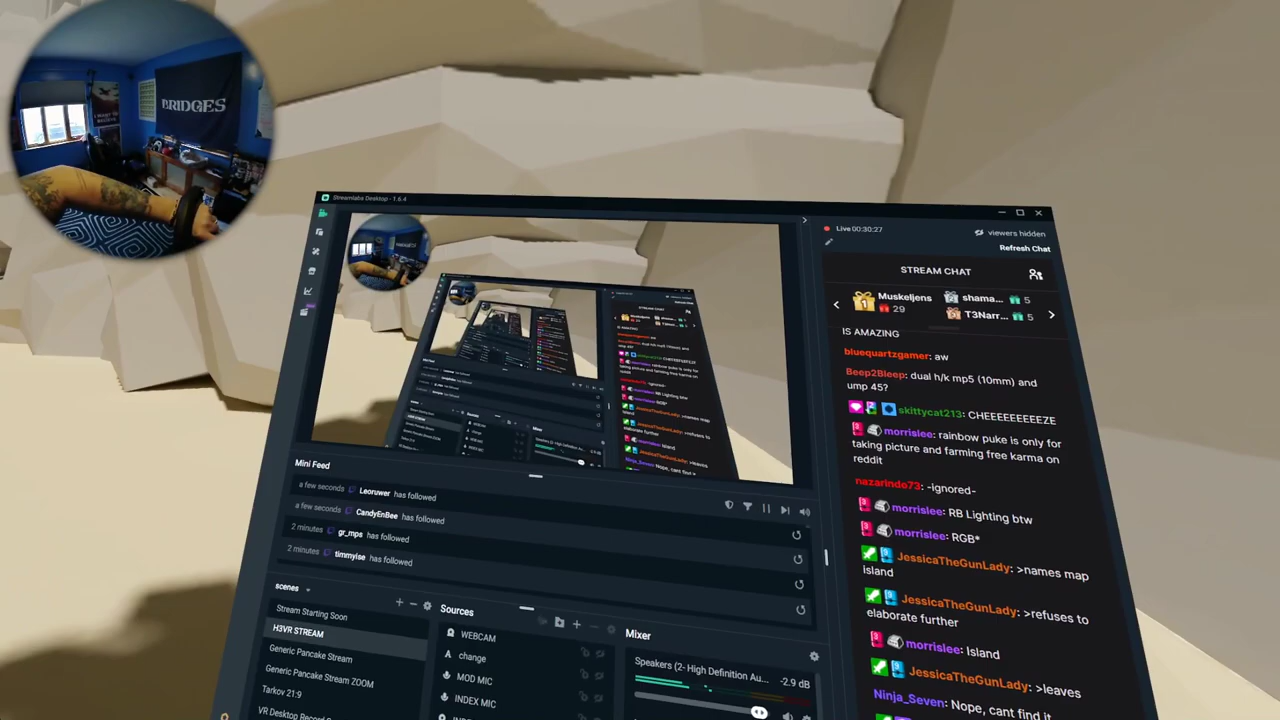 BRIDGES
I WANT TO
BELIEVE
Streamlabs Desktop - 1.6.4
Live 00:30:27
viewers hidden
Refresh Chat
STREAM CHAT
Muskeljens
29
shama...
5
T3Narr...
5
IS AMAZING
bluequartzgamer: aw
Beep2Bleep: dual h/k mp5 (10mm) and
ump 45?
skittycat213: CHEEEEEEEEZE
morrislee: rainbow puke is only for
taking picture and farming free karma on
reddit
nazarindo73: -ignored-
morrislee: RB Lighting btw
morrislee: RGB*
JessicaTheGunLady: >names map
island
JessicaTheGunLady: >refuses to
elaborate further
morrislee: Island
JessicaTheGunLady: >leaves
Ninja_Seven: Nope, cant find it
Mini Feed
a few seconds Leoruwer has followed
a few seconds CandyEnBee has followed
2 minutes gr_mps has followed
2 minutes timmyise has followed
scenes
Stream Starting Soon
H3VR STREAM
Generic Pancake Stream
Generic Pancake Stream ZOOM
Tarkov 21:9
Sources
WEBCAM
change
MOD MIC
INDEX MIC
Mixer
Speakers (2- High Definition Au... -2.9 dB